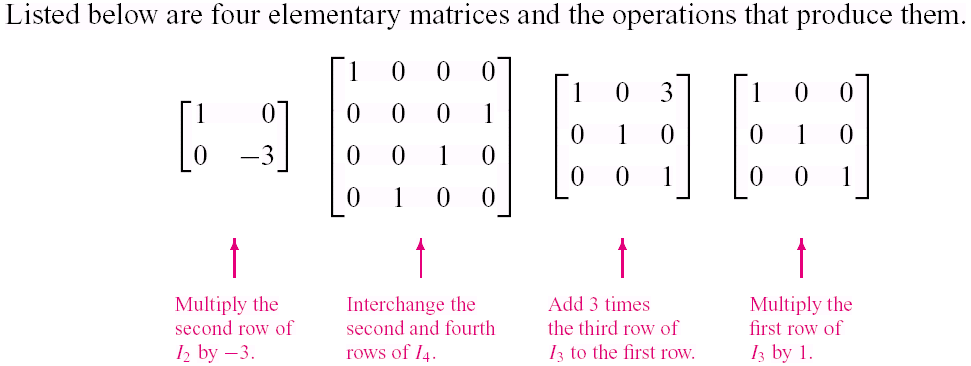 Listed below are four elementary matrices and the operations that produce them.
[1 0
0 −3]
[1 0 0 0
0 0 0 1
0 0 1 0
0 1 0 0]
[1 0 3
0 1 0
0 0 1]
[1 0 0
0 1 0
0 0 1]
Multiply the
second row of
I₂ by −3.
Interchange the
second and fourth
rows of I₄.
Add 3 times
the third row of
I₃ to the first row.
Multiply the
first row of
I₃ by 1.